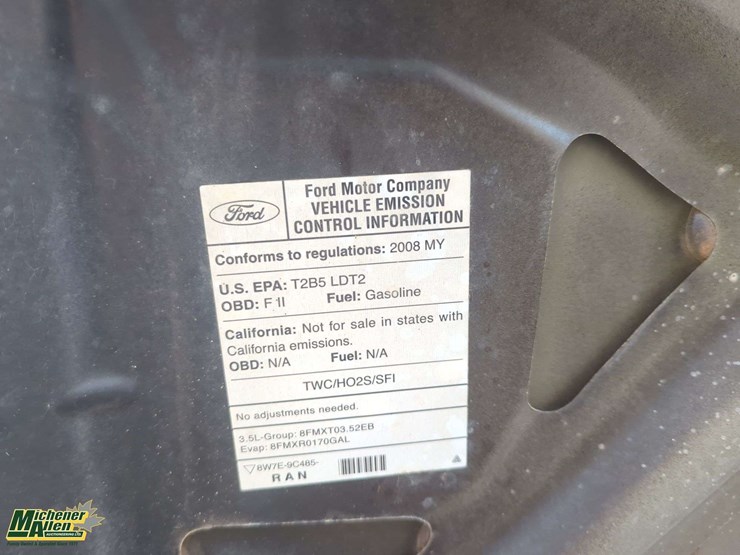 Ford
Ford Motor Company
VEHICLE EMISSION
CONTROL INFORMATION
Conforms to regulations: 2008 MY
U.S. EPA: T2B5 LDT2
OBD: F II Fuel: Gasoline
California: Not for sale in states with
California emissions.
OBD: N/A Fuel: N/A
TWC/HO2S/SFI
No adjustments needed.
3.5L-Group: 8FMXT03.52EB
Evap: 8FMXR0170GAL
8W7E-9C485-
RAN
Michener
Allen
AUCTIONEERING LTD.